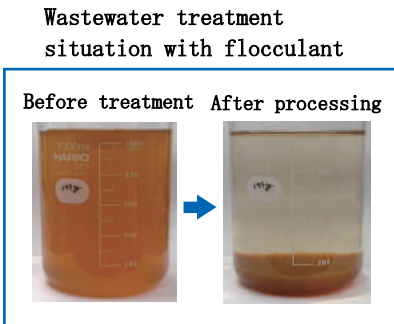 Wastewater treatment
situation with flocculant
Before treatment After processing
1000ml
HARIO